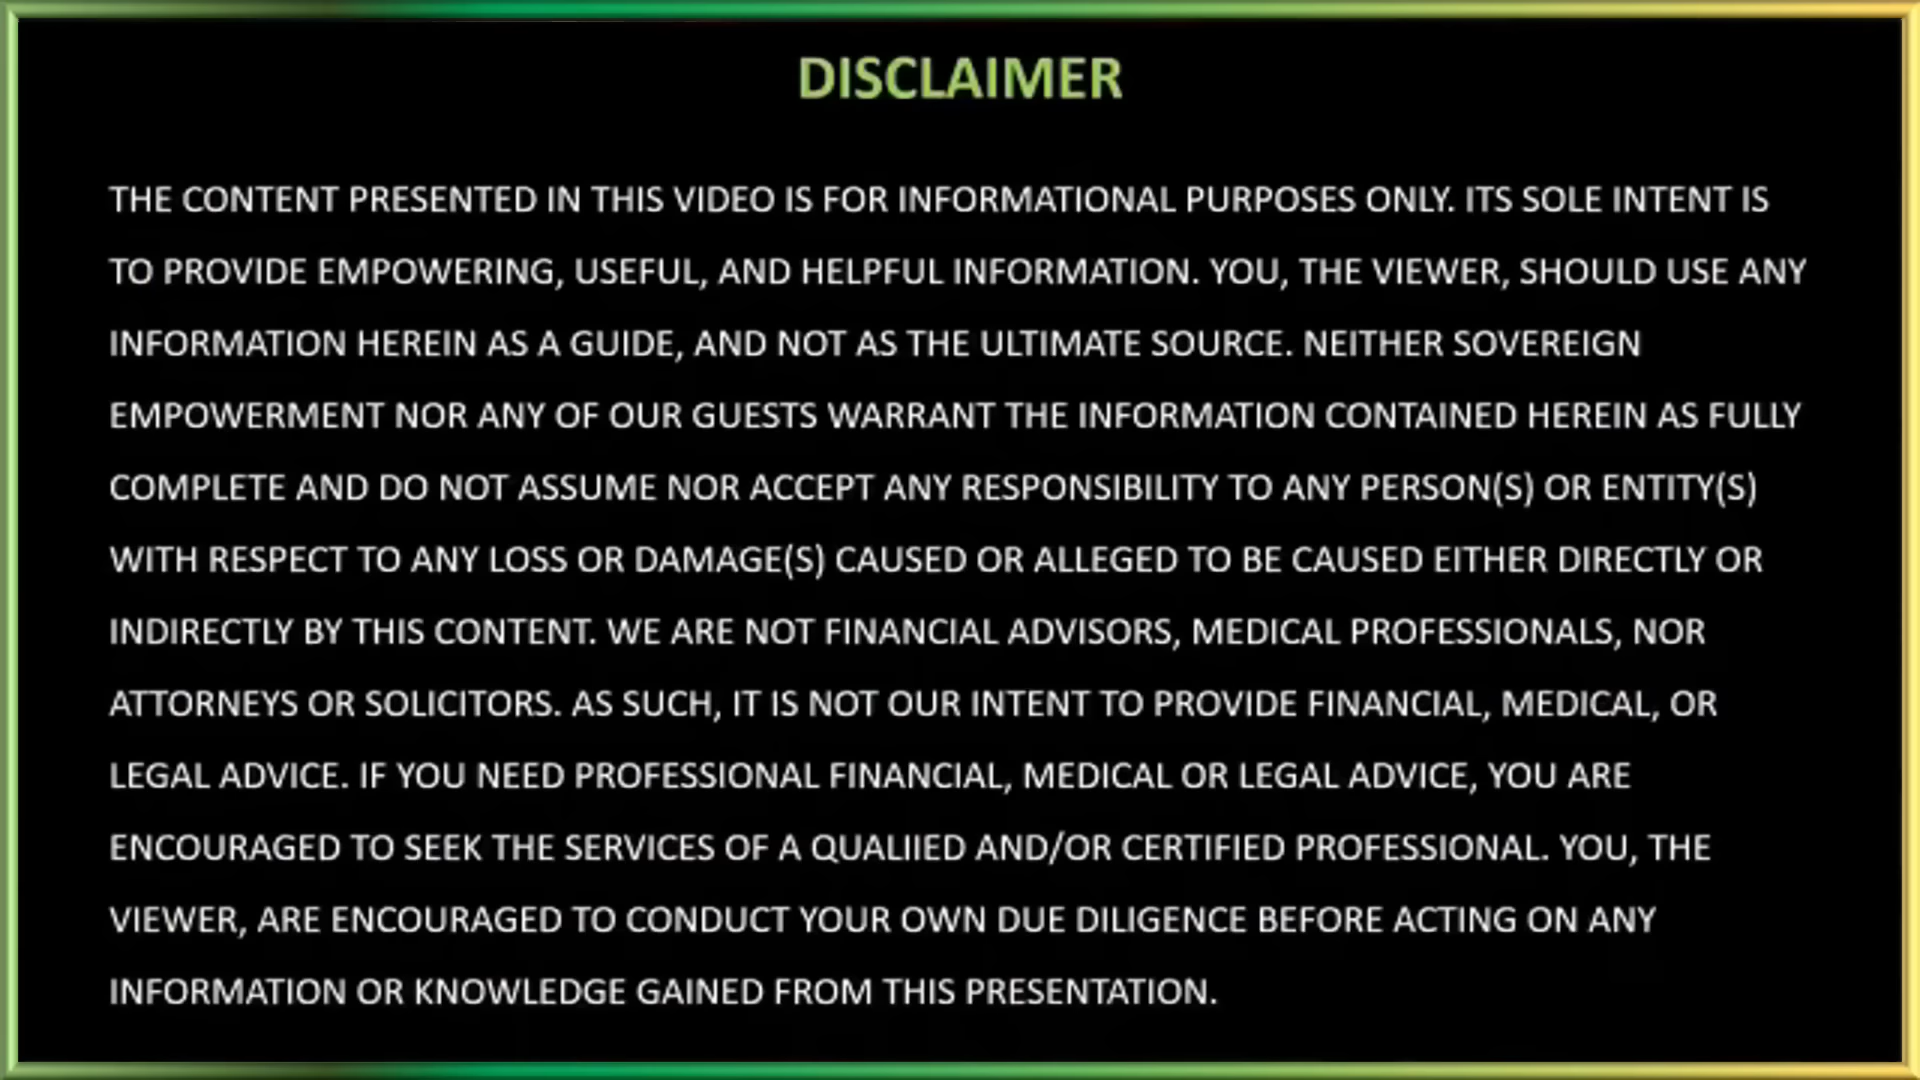 DISCLAIMER
THE CONTENT PRESENTED IN THIS VIDEO IS FOR INFORMATIONAL PURPOSES ONLY. ITS SOLE INTENT IS
TO PROVIDE EMPOWERING, USEFUL, AND HELPFUL INFORMATION. YOU, THE VIEWER, SHOULD USE ANY
INFORMATION HEREIN AS A GUIDE, AND NOT AS THE ULTIMATE SOURCE. NEITHER SOVEREIGN
EMPOWERMENT NOR ANY OF OUR GUESTS WARRANT THE INFORMATION CONTAINED HEREIN AS FULLY
COMPLETE AND DO NOT ASSUME NOR ACCEPT ANY RESPONSIBILITY TO ANY PERSON(S) OR ENTITY(S)
WITH RESPECT TO ANY LOSS OR DAMAGE(S) CAUSED OR ALLEGED TO BE CAUSED EITHER DIRECTLY OR
INDIRECTLY BY THIS CONTENT. WE ARE NOT FINANCIAL ADVISORS, MEDICAL PROFESSIONALS, NOR
ATTORNEYS OR SOLICITORS. AS SUCH, IT IS NOT OUR INTENT TO PROVIDE FINANCIAL, MEDICAL, OR
LEGAL ADVICE. IF YOU NEED PROFESSIONAL FINANCIAL, MEDICAL OR LEGAL ADVICE, YOU ARE
ENCOURAGED TO SEEK THE SERVICES OF A QUALIIED AND/OR CERTIFIED PROFESSIONAL. YOU, THE
VIEWER, ARE ENCOURAGED TO CONDUCT YOUR OWN DUE DILIGENCE BEFORE ACTING ON ANY
INFORMATION OR KNOWLEDGE GAINED FROM THIS PRESENTATION.